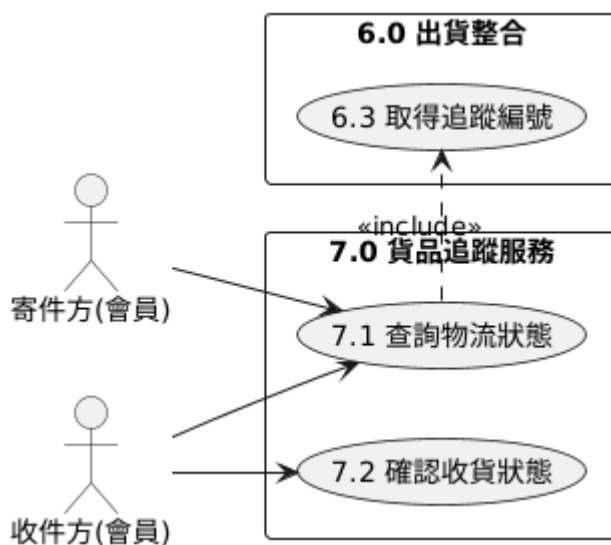 6.0 出貨整合
6.3 取得追蹤編號
«include»
7.0 貨品追蹤服務
寄件方(會員)
7.1 查詢物流狀態
7.2 確認收貨狀態
收件方(會員)